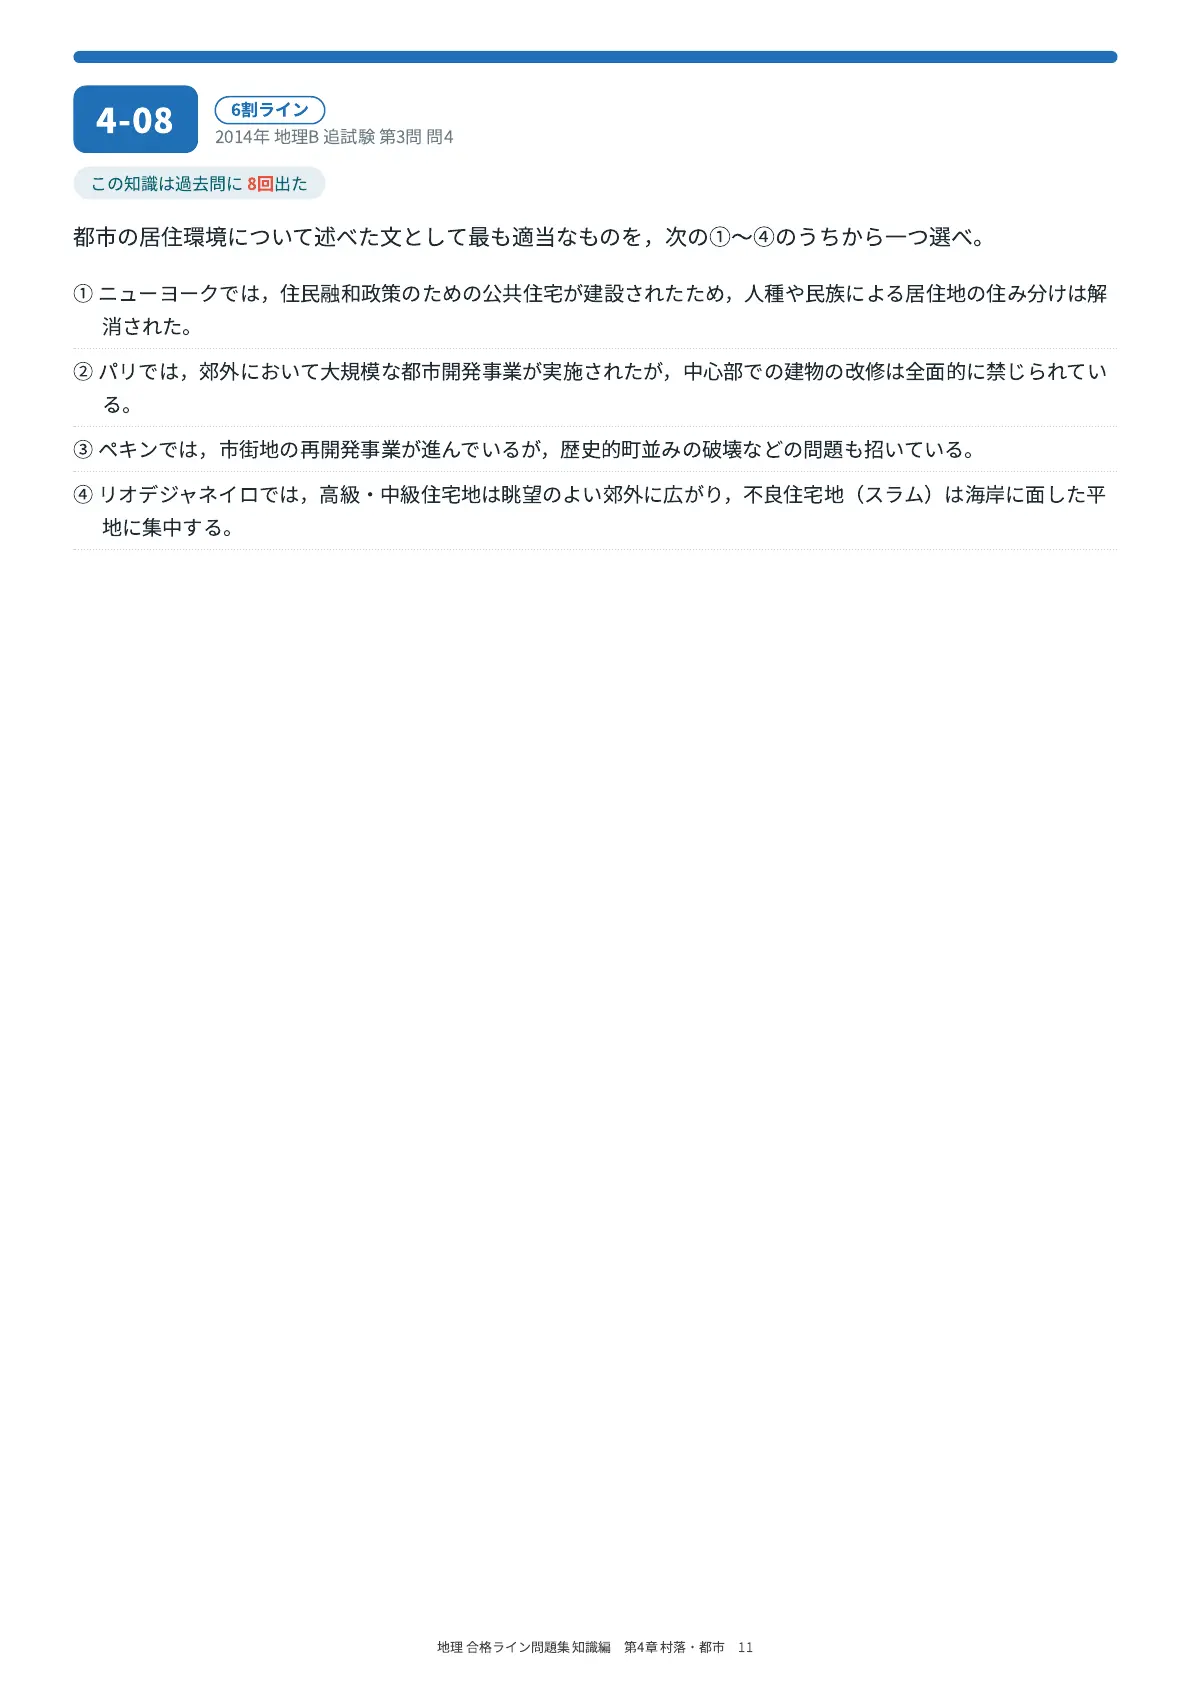 4-08
6割ライン
2014年 地理B 追試験 第3問 問4
この知識は過去問に 8回出た
都市の居住環境について述べた文として最も適当なものを，次の①〜④のうちから一つ選べ。
① ニューヨークでは，住民融和政策のための公共住宅が建設されたため，人種や民族による居住地の住み分けは解
消された。
② パリでは，郊外において大規模な都市開発事業が実施されたが，中心部での建物の改修は全面的に禁じられてい
る。
③ ペキンでは，市街地の再開発事業が進んでいるが，歴史的町並みの破壊などの問題も招いている。
④ リオデジャネイロでは，高級・中級住宅地は眺望のよい郊外に広がり，不良住宅地（スラム）は海岸に面した平
地に集中する。
地理 合格ライン問題集 知識編　第4章 村落・都市　11